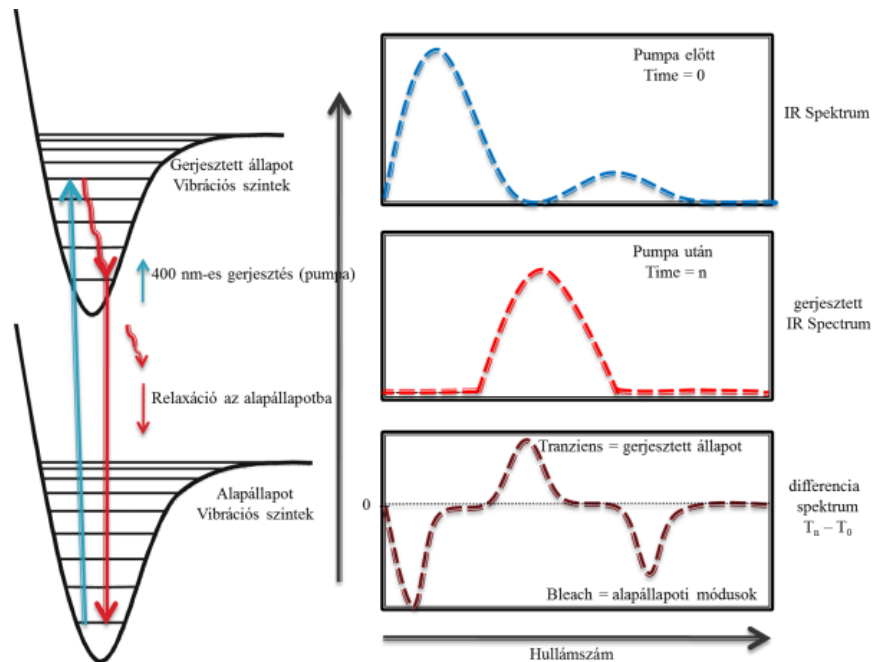 Gerjesztett állapot
Vibrációs szintek
400 nm-es gerjesztés (pumpa)
Relaxáció az alapállapotba
Alapállapot
Vibrációs szintek
Pumpa előtt
Time = 0
IR Spektrum
Pumpa után
Time = n
gerjesztett
IR Spectrum
Tranziens = gerjesztett állapot
0
differencia
spektrum
Tn – T0
Bleach = alapállapoti módusok
Hullámszám